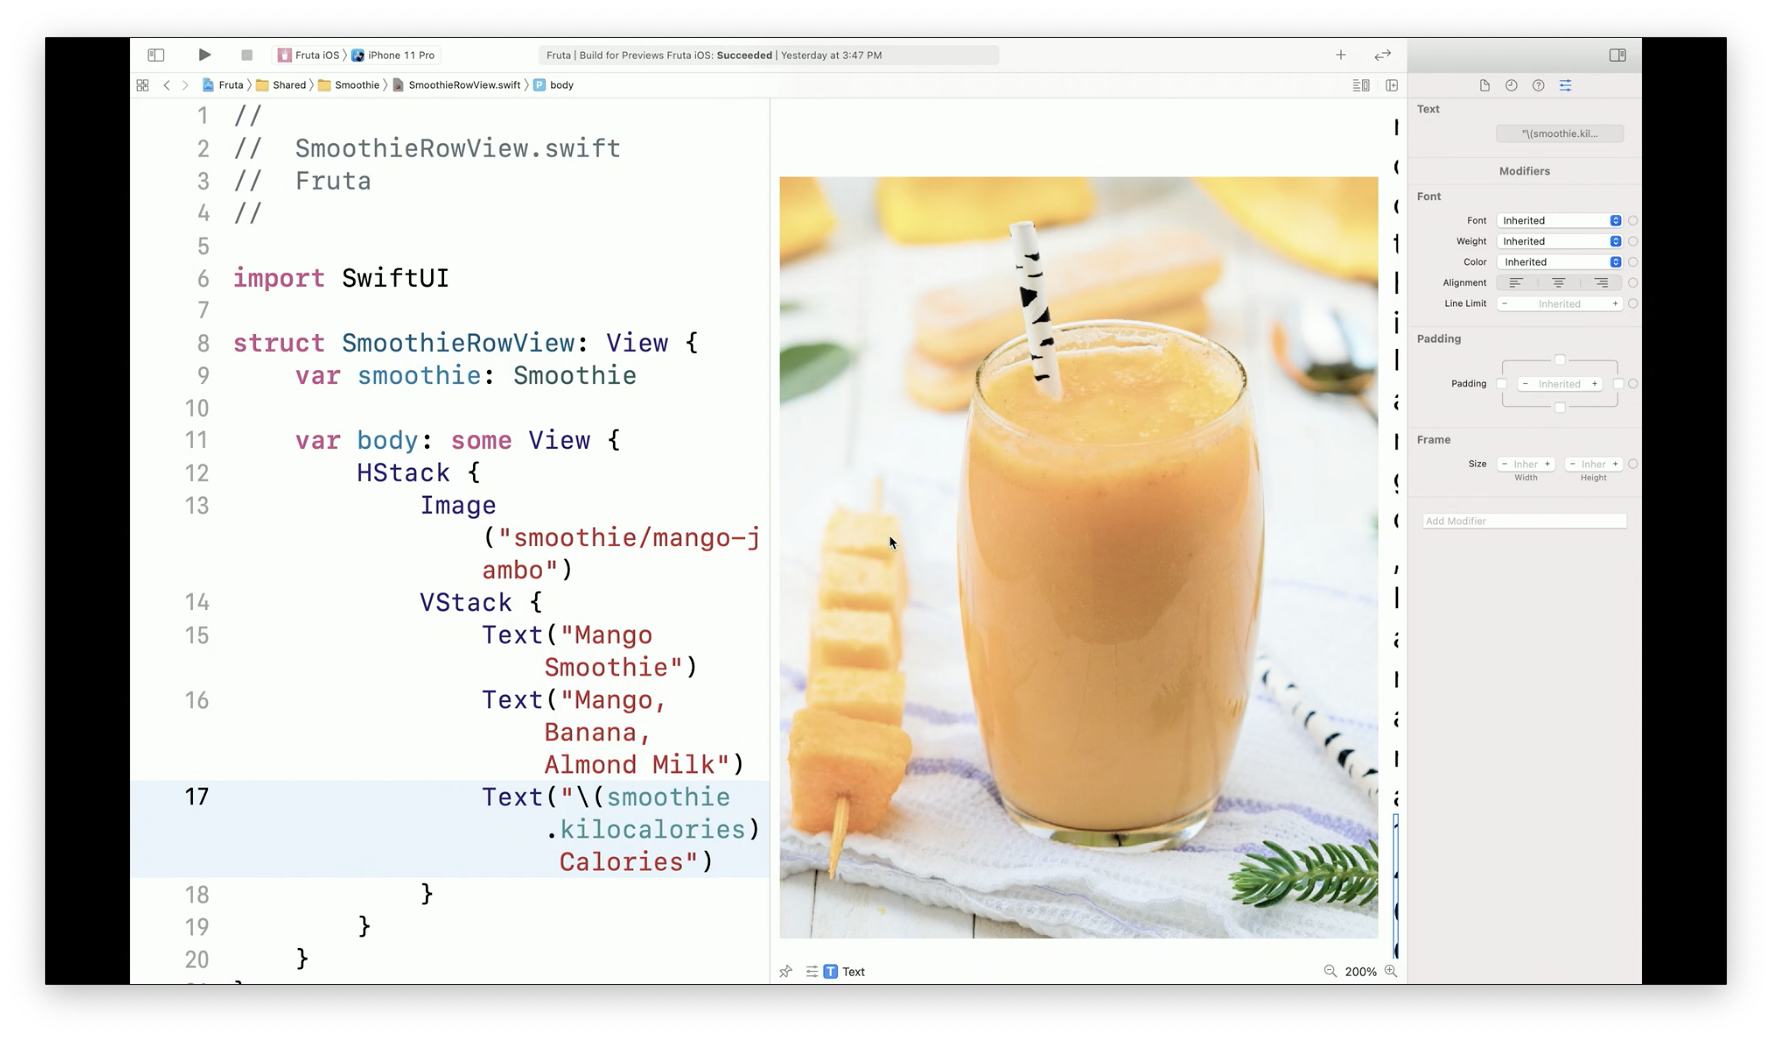 Fruta iOS 〉 iPhone 11 Pro
Fruta | Build for Previews Fruta iOS: Succeeded | Yesterday at 3:47 PM
Fruta 〉 Shared 〉 Smoothie 〉 SmoothieRowView.swift 〉 P body
1 //
2 // SmoothieRowView.swift
3 // Fruta
4 //
5
6 import SwiftUI
7
8 struct SmoothieRowView: View {
9 var smoothie: Smoothie
10
11 var body: some View {
12 HStack {
13 Image
("smoothie/mango-j
ambo")
14 VStack {
15 Text("Mango
Smoothie")
16 Text("Mango,
Banana,
Almond Milk")
17 Text("\(smoothie
.kilocalories)
Calories")
18 }
19 }
20 }
T Text
200%
Text
"\(smoothie.kil...
Modifiers
Font
Font Inherited
Weight Inherited
Color Inherited
Alignment
Line Limit − Inherited +
Padding
Padding − Inherited +
Frame
Size − Inher + − Inher +
Width Height
Add Modifier